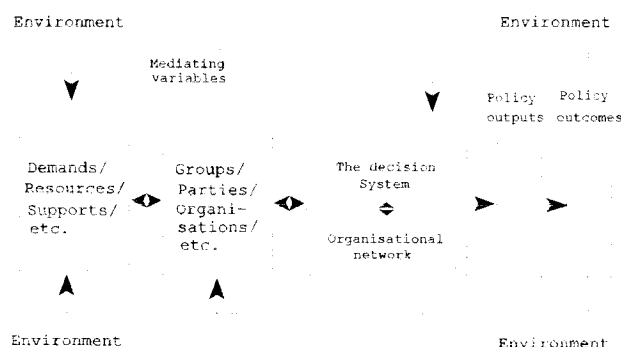 Environment
Environment
Mediating
variables
Policy
outputs
Policy
outcomes
Demands/
Resources/
Supports/
etc.
Groups/
Parties/
Organi-
sations/
etc.
The decision
System
Organisational
network
Environment
Environment